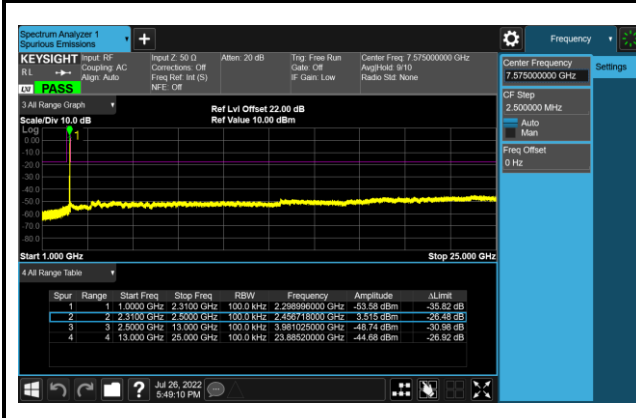 Spectrum Analyzer 1
Spurious Emissions
Frequency
KEYSIGHT
Input: RF
Coupling: AC
Align: Auto
Input Z: 50 Ω
Corrections: Off
Freq Ref: Int (S)
NFE: Off
Atten: 20 dB
Trig: Free Run
Gate: Off
IF Gain: Low
Center Freq: 7.575000000 GHz
Avg|Hold: 9/10
Radio Std: None
R L
LXI
PASS
Center Frequency
7.575000000 GHz
Settings
CF Step
2.500000 MHz
Auto
Man
Freq Offset
0 Hz
3 All Range Graph
Scale/Div 10.0 dB
Ref Lvl Offset 22.00 dB
Ref Value 10.00 dBm
Log
1
0.00
-10.0
-20.0
-30.0
-40.0
-50.0
-60.0
-70.0
-80.0
Start 1.000 GHz
Stop 25.000 GHz
4 All Range Table
Spur Range Start Freq Stop Freq RBW Frequency Amplitude ΔLimit
1 1 1.0000 GHz 2.3100 GHz 100.0 kHz 2.298996000 GHz -53.58 dBm -35.82 dB
2 2 2.3100 GHz 2.5000 GHz 100.0 kHz 2.456718000 GHz 3.515 dBm -26.48 dB
3 3 2.5000 GHz 13.000 GHz 100.0 kHz 3.981025000 GHz -48.74 dBm -30.98 dB
4 4 13.000 GHz 25.000 GHz 100.0 kHz 23.88520000 GHz -44.68 dBm -26.92 dB
?
Jul 26, 2022
5:49:10 PM